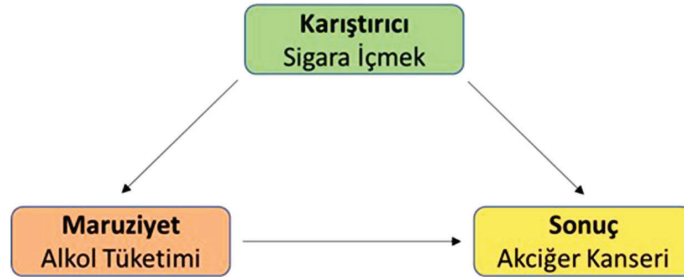 Karıştırıcı
Sigara İçmek
Maruziyet
Alkol Tüketimi
Sonuç
Akciğer Kanseri